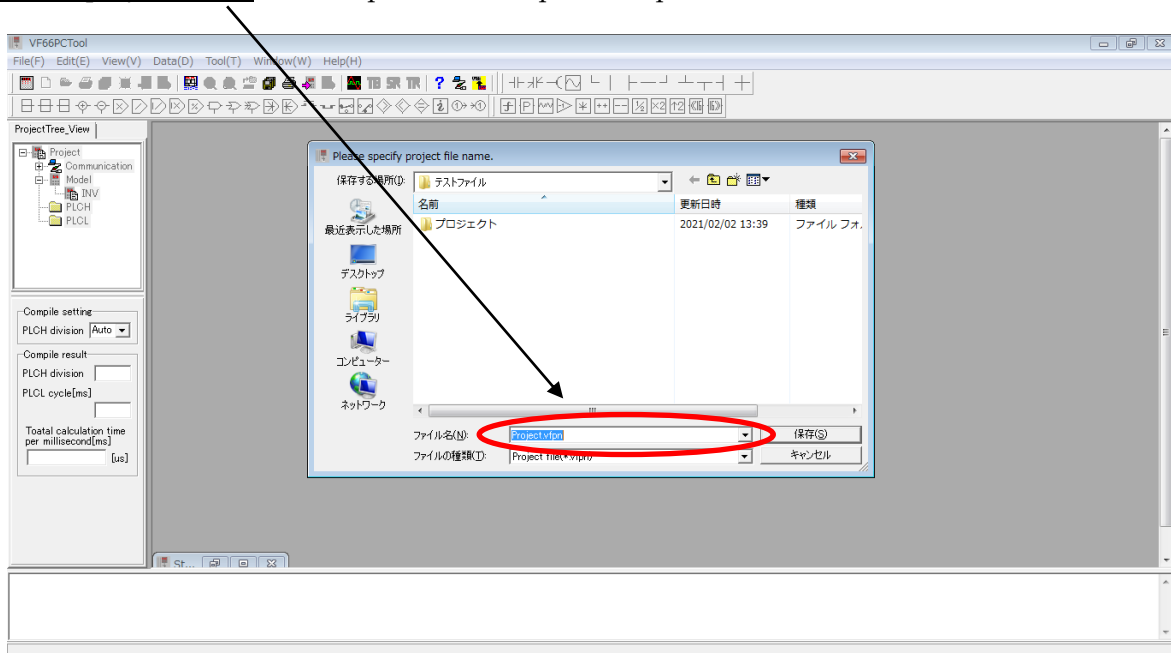 VF66PCTool
File(F) Edit(E) View(V) Data(D) Tool(T) Window(W) Help(H)
TB SR TR
ProjectTree_View
Project
Communication
Model
INV
PLCH
PLCL
Compile setting
PLCH division Auto
Compile result
PLCH division
PLCL cycle[ms]
Toatal calculation time
per millisecond[ms]
[us]
Please specify project file name.
保存する場所(I): テストファイル
名前 更新日時 種類
プロジェクト 2021/02/02 13:39 ファイル フォ
最近表示した場所
デスクトップ
ライブラリ
コンピューター
ネットワーク
ファイル名(N): Project.vfpn 保存(S)
ファイルの種類(T): Project file(*.vfpn) キャンセル
St...